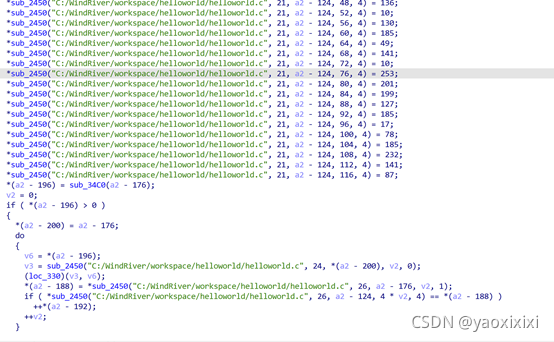 *sub_2450("C:/WindRiver/workspace/helloworld/helloworld.c", 21, a2 - 124, 48, 4) = 136;
*sub_2450("C:/WindRiver/workspace/helloworld/helloworld.c", 21, a2 - 124, 52, 4) = 10;
*sub_2450("C:/WindRiver/workspace/helloworld/helloworld.c", 21, a2 - 124, 56, 4) = 130;
*sub_2450("C:/WindRiver/workspace/helloworld/helloworld.c", 21, a2 - 124, 60, 4) = 185;
*sub_2450("C:/WindRiver/workspace/helloworld/helloworld.c", 21, a2 - 124, 64, 4) = 49;
*sub_2450("C:/WindRiver/workspace/helloworld/helloworld.c", 21, a2 - 124, 68, 4) = 141;
*sub_2450("C:/WindRiver/workspace/helloworld/helloworld.c", 21, a2 - 124, 72, 4) = 10;
*sub_2450("C:/WindRiver/workspace/helloworld/helloworld.c", 21, a2 - 124, 76, 4) = 253;
*sub_2450("C:/WindRiver/workspace/helloworld/helloworld.c", 21, a2 - 124, 80, 4) = 201;
*sub_2450("C:/WindRiver/workspace/helloworld/helloworld.c", 21, a2 - 124, 84, 4) = 199;
*sub_2450("C:/WindRiver/workspace/helloworld/helloworld.c", 21, a2 - 124, 88, 4) = 127;
*sub_2450("C:/WindRiver/workspace/helloworld/helloworld.c", 21, a2 - 124, 92, 4) = 185;
*sub_2450("C:/WindRiver/workspace/helloworld/helloworld.c", 21, a2 - 124, 96, 4) = 17;
*sub_2450("C:/WindRiver/workspace/helloworld/helloworld.c", 21, a2 - 124, 100, 4) = 78;
*sub_2450("C:/WindRiver/workspace/helloworld/helloworld.c", 21, a2 - 124, 104, 4) = 185;
*sub_2450("C:/WindRiver/workspace/helloworld/helloworld.c", 21, a2 - 124, 108, 4) = 232;
*sub_2450("C:/WindRiver/workspace/helloworld/helloworld.c", 21, a2 - 124, 112, 4) = 141;
*sub_2450("C:/WindRiver/workspace/helloworld/helloworld.c", 21, a2 - 124, 116, 4) = 87;
*(a2 - 196) = sub_34C0(a2 - 176);
v2 = 0;
if ( *(a2 - 196) > 0 )
{
*(a2 - 200) = a2 - 176;
do
{
v6 = *(a2 - 196);
v3 = sub_2450("C:/WindRiver/workspace/helloworld/helloworld.c", 24, *(a2 - 200), v2, 0);
(loc_330)(v3, v6);
*(a2 - 188) = *sub_2450("C:/WindRiver/workspace/helloworld/helloworld.c", 26, a2 - 176, v2, 1);
if ( *sub_2450("C:/WindRiver/workspace/helloworld/helloworld.c", 26, a2 - 124, 4 * v2, 4) == *(a2 - 188) )
++*(a2 - 192);
++v2;
}
CSDN @yaoxixixi